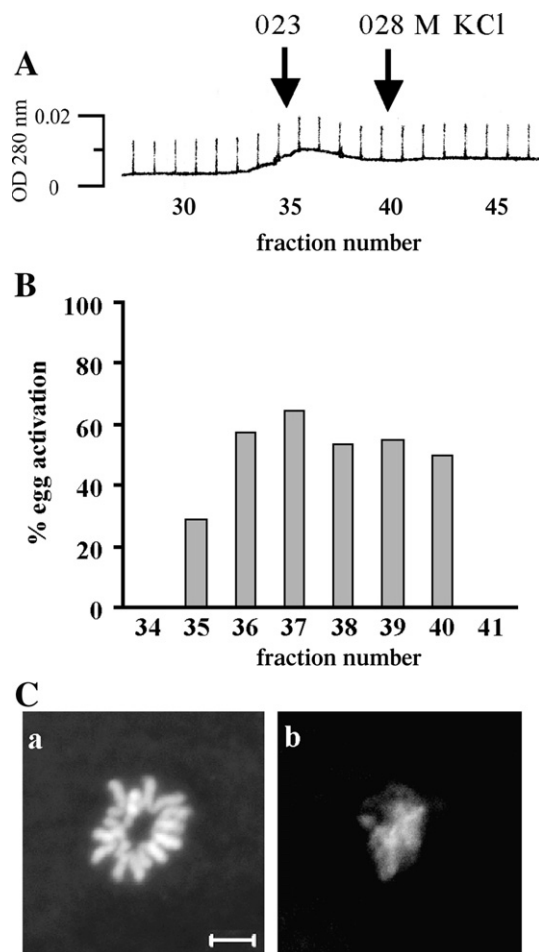 023 028 M KCl
A
OD 280 nm
0.02
0
30 35 40 45
fraction number
B
% egg activation
100
80
60
40
20
0
34 35 36 37 38 39 40 41
fraction number
C
a b